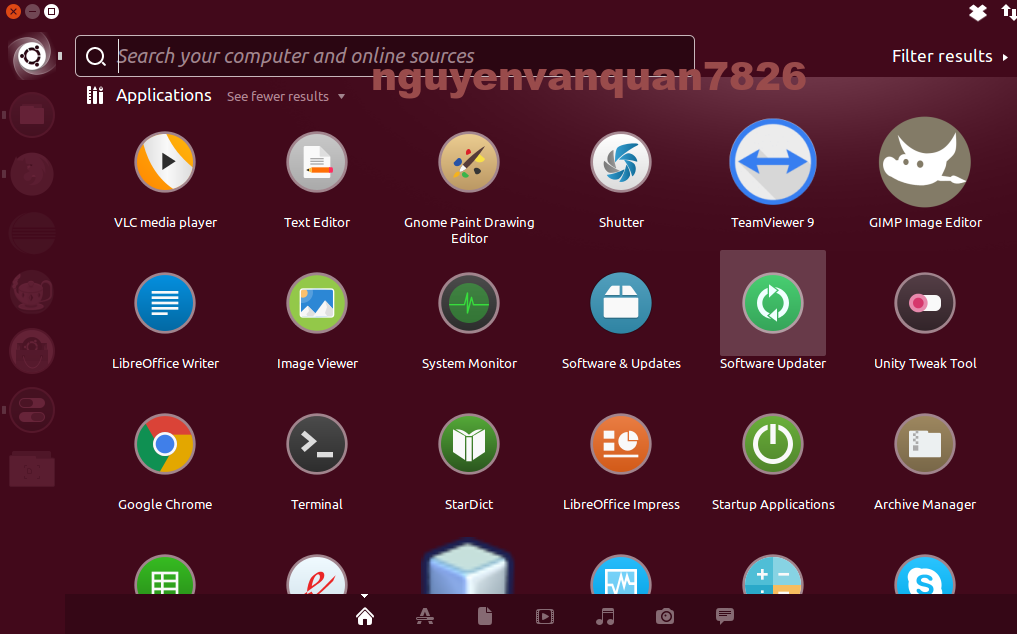 Search your computer and online sources
Filter results
nguyenvanquan7826
Applications See fewer results
VLC media player
Text Editor
Gnome Paint Drawing
Editor
Shutter
TeamViewer 9
GIMP Image Editor
LibreOffice Writer
Image Viewer
System Monitor
Software & Updates
Software Updater
Unity Tweak Tool
Google Chrome
Terminal
StarDict
LibreOffice Impress
Startup Applications
Archive Manager